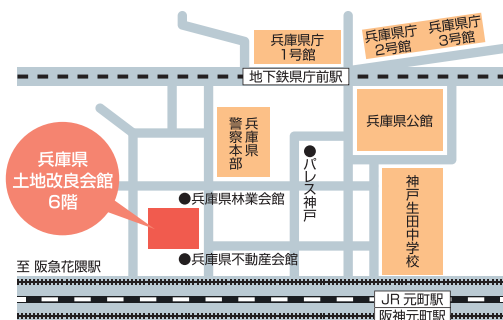 兵庫県庁
1号館
兵庫県庁
2号館
兵庫県庁
3号館
地下鉄県庁前駅
兵庫県
警察本部
兵庫県公館
兵庫県
土地改良会館
6階
●パレス神戸
神戸生田中学校
●兵庫県林業会館
●兵庫県不動産会館
至 阪急花隈駅
JR 元町駅
阪神元町駅